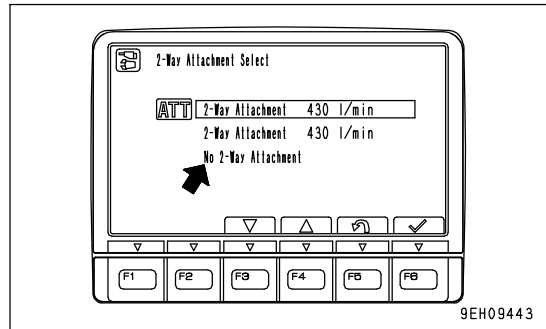 2-Way Attachment Select
ATT 2-Way Attachment 430 l/min
2-Way Attachment 430 l/min
No 2-Way Attachment
F1 F2 F3 F4 F5 F6
9EH09443